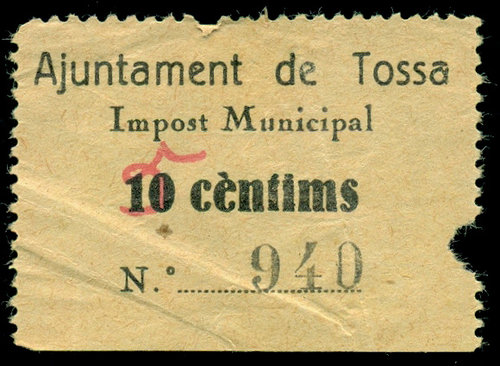 Ajuntament de Tossa
Impost Municipal
10 cèntims
5
N.º 940